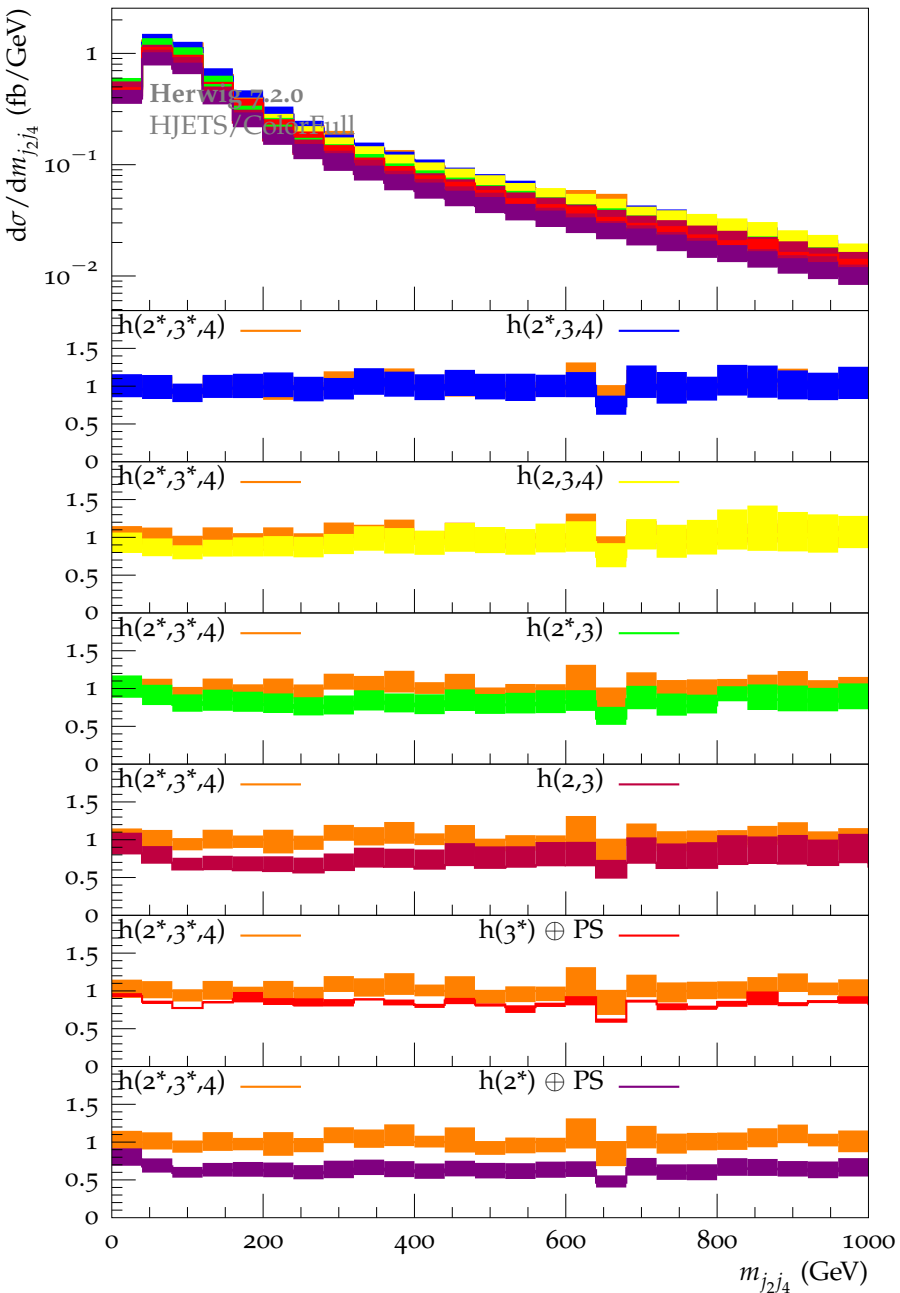 1
10⁻¹
10⁻²
dσ/dm_{j₂j₄} (fb/GeV)
Herwig 7.2.0
HJETS/ColorFull
h(2*,3*,4) h(2*,3,4)
1.5
1
0.5
0
h(2*,3*,4) h(2,3,4)
1.5
1
0.5
0
h(2*,3*,4) h(2*,3)
1.5
1
0.5
0
h(2*,3*,4) h(2,3)
1.5
1
0.5
0
h(2*,3*,4) h(3*) ⊕ PS
1.5
1
0.5
0
h(2*,3*,4) h(2*) ⊕ PS
1.5
1
0.5
0
0 200 400 600 800 1000
m_{j₂j₄} (GeV)